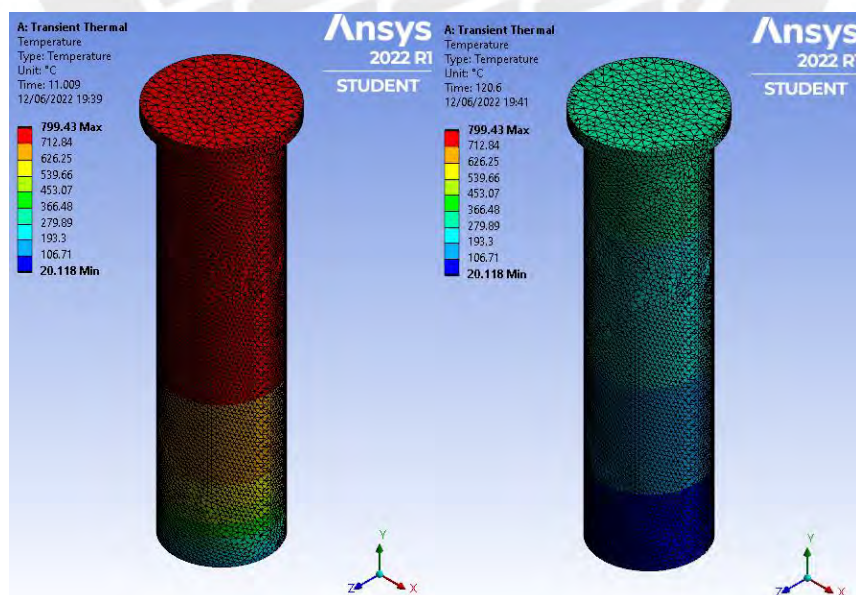 A: Transient Thermal
Temperature
Type: Temperature
Unit: °C
Time: 11.009
12/06/2022 19:39
799.43 Max
712.84
626.25
539.66
453.07
366.48
279.89
193.3
106.71
20.118 Min
Ansys
2022 R1
STUDENT
Y
Z
X
A: Transient Thermal
Temperature
Type: Temperature
Unit: °C
Time: 120.6
12/06/2022 19:41
799.43 Max
712.84
626.25
539.66
453.07
366.48
279.89
193.3
106.71
20.118 Min
Ansys
2022 R1
STUDENT
Y
Z
X